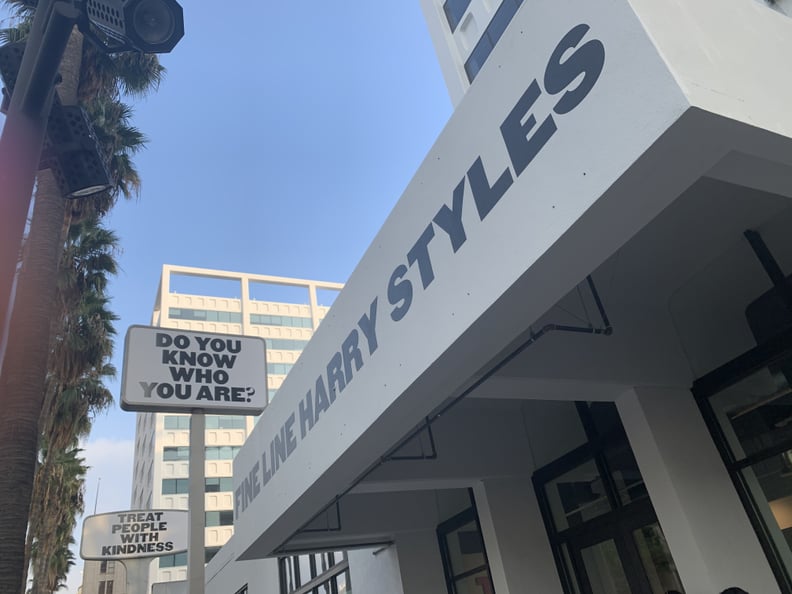 FINE LINE HARRY STYLES
DO YOU
KNOW
WHO
YOU ARE?
TREAT
PEOPLE
WITH
KINDNESS